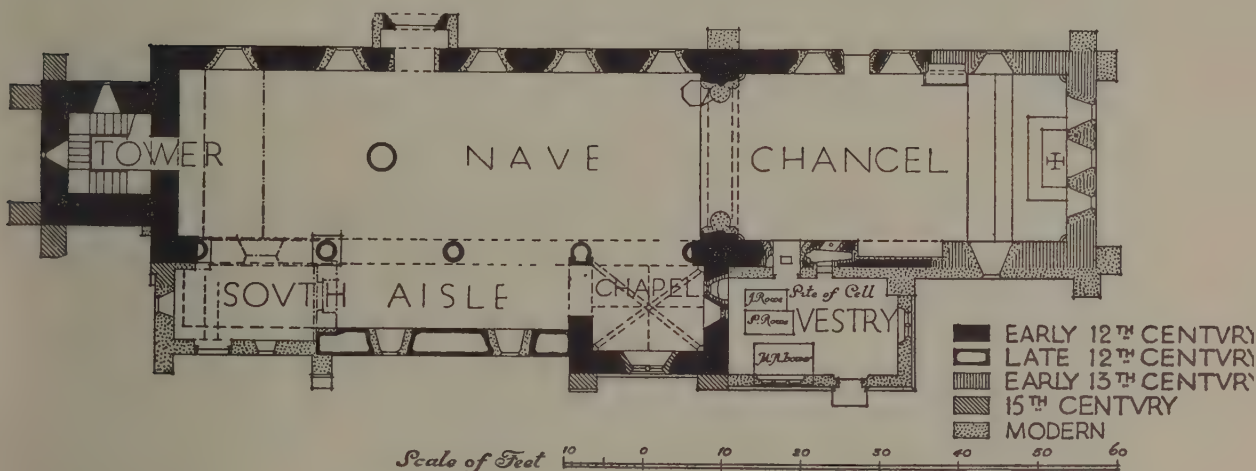 TOWER
NAVE
CHANCEL
SOVTH AISLE
CHAPEL
J. Rowe
Site of Cell
VESTRY
EARLY 12TH CENTVRY
LATE 12TH CENTVRY
EARLY 13TH CENTVRY
15TH CENTVRY
MODERN
Scale of Feet 10 0 10 20 30 40 50 60